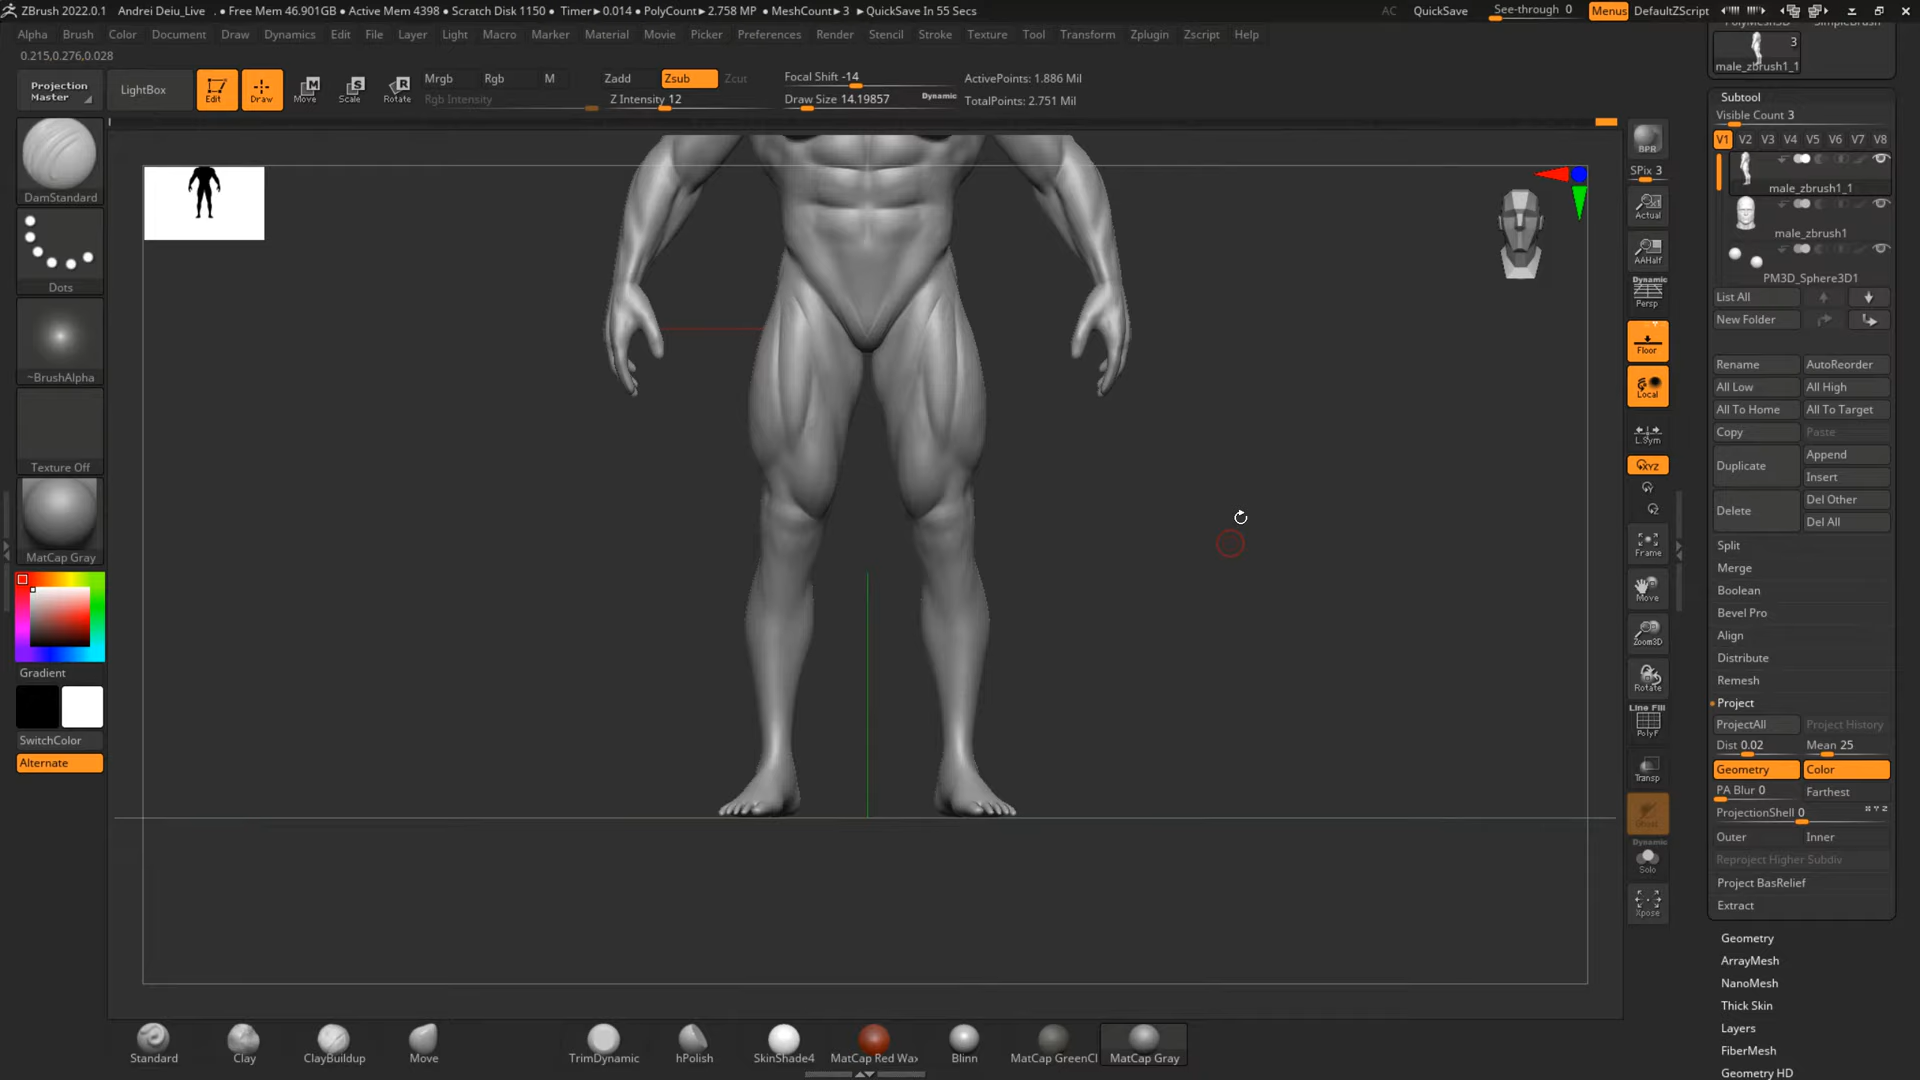 ZBrush 2022.0.1 Andrei Deiu_Live . ● Free Mem 46.901GB ● Active Mem 4398 ● Scratch Disk 1150 ● Timer►0.014 ● PolyCount►2.758 MP ● MeshCount►3 ►QuickSave In 55 Secs AC QuickSave See-through 0 Menus DefaultZScript
Alpha Brush Color Document Draw Dynamics Edit File Layer Light Macro Marker Material Movie Picker Preferences Render Stencil Stroke Texture Tool Transform Zplugin Zscript Help
0.215,0.276,0.028
Projection Master
LightBox
Edit
Draw
Move
Scale
Rotate
Mrgb Rgb M
Rgb Intensity
Zadd Zsub Zcut
Z Intensity 12
Focal Shift -14
Draw Size 14.19857 Dynamic
ActivePoints: 1.886 Mil
TotalPoints: 2.751 Mil
DamStandard
Dots
~BrushAlpha
Texture Off
MatCap Gray
Gradient
SwitchColor
Alternate
BPR
SPix 3
Actual
AAHalf
Dynamic
Persp
Floor
Local
L.Sym
XYZ
Y
Z
Frame
Move
Zoom3D
Rotate
Line Fill
PolyF
Transp
Dynamic
Solo
Xpose
PolyMesh3D SimpleBrush
3
male_zbrush1_1
Subtool
Visible Count 3
V1 V2 V3 V4 V5 V6 V7 V8
male_zbrush1_1
male_zbrush1
PM3D_Sphere3D1
List All
New Folder
Rename AutoReorder
All Low All High
All To Home All To Target
Copy Paste
Duplicate Append
Insert
Delete Del Other
Del All
Split
Merge
Boolean
Bevel Pro
Align
Distribute
Remesh
Project
ProjectAll Project History
Dist 0.02 Mean 25
Geometry Color
PA Blur 0 Farthest
ProjectionShell 0 X Y Z
Outer Inner
Reproject Higher Subdiv
Project BasRelief
Extract
Geometry
ArrayMesh
NanoMesh
Thick Skin
Layers
FiberMesh
Geometry HD
Standard Clay ClayBuildup Move TrimDynamic hPolish SkinShade4 MatCap Red Wax Blinn MatCap GreenCl MatCap Gray